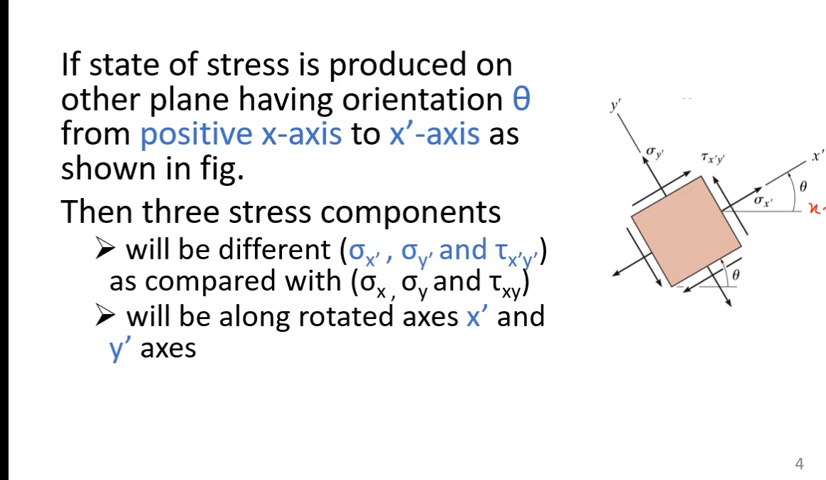 If state of stress is produced on
other plane having orientation θ
from positive x-axis to x’-axis as
shown in fig.
Then three stress components
➢ will be different (σx’ , σy’ and τx’y’)
as compared with (σx , σy and τxy)
➢ will be along rotated axes x’ and
y’ axes
y′
σy′
τx′y′
x′
θ
σx′
x
θ
4